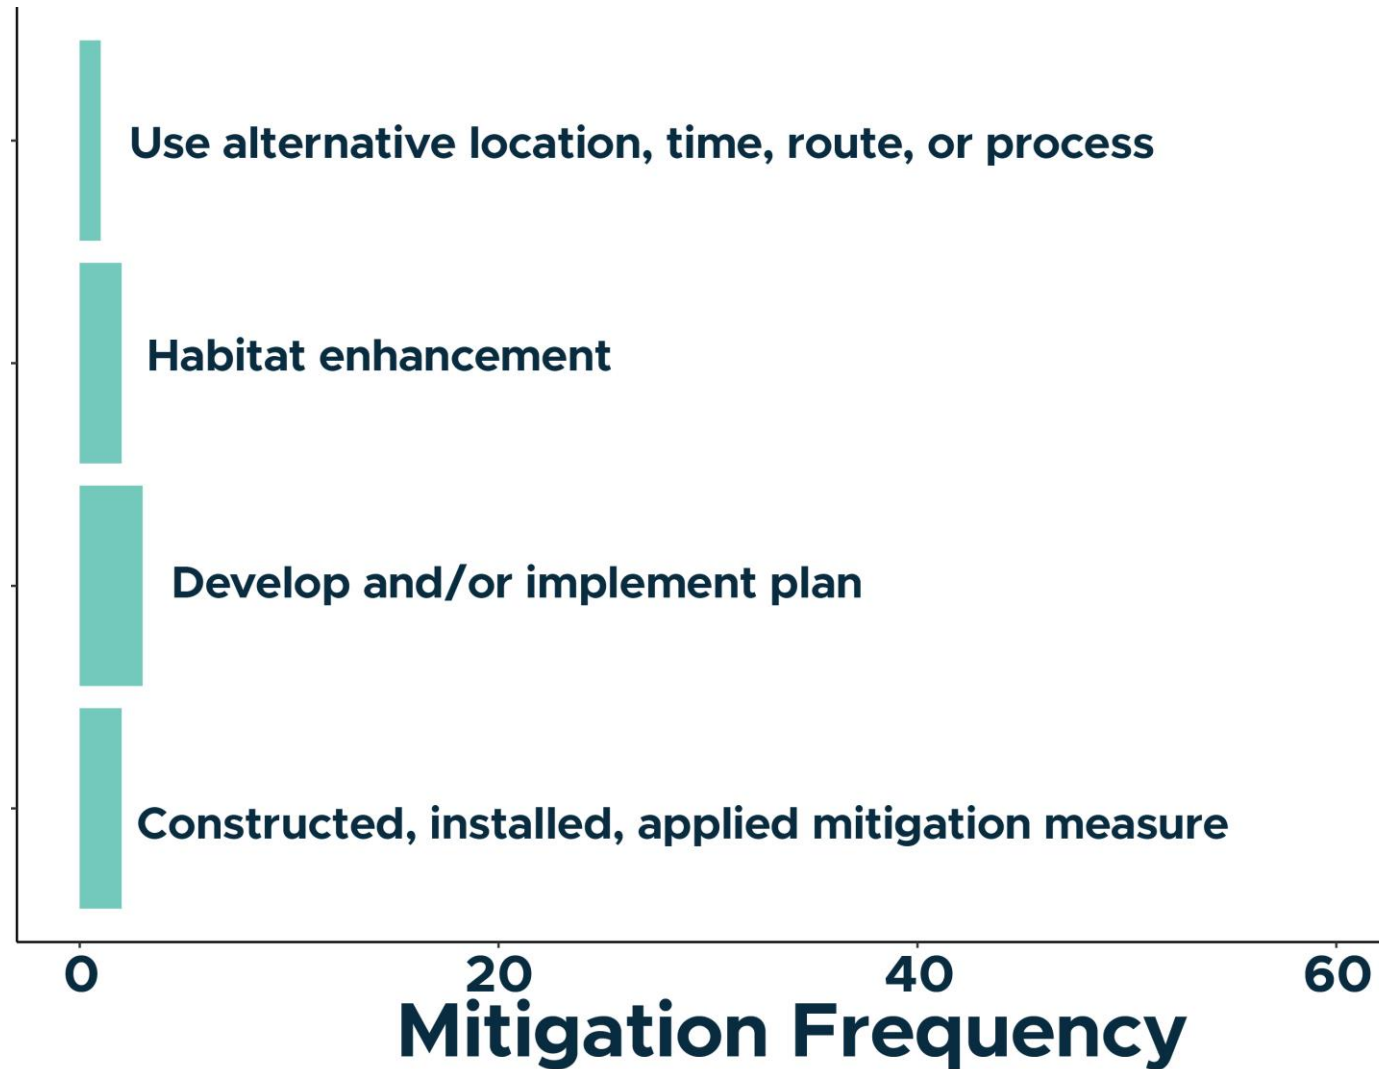 Use alternative location, time, route, or process
Habitat enhancement
Develop and/or implement plan
Constructed, installed, applied mitigation measure
0 20 40 60
Mitigation Frequency